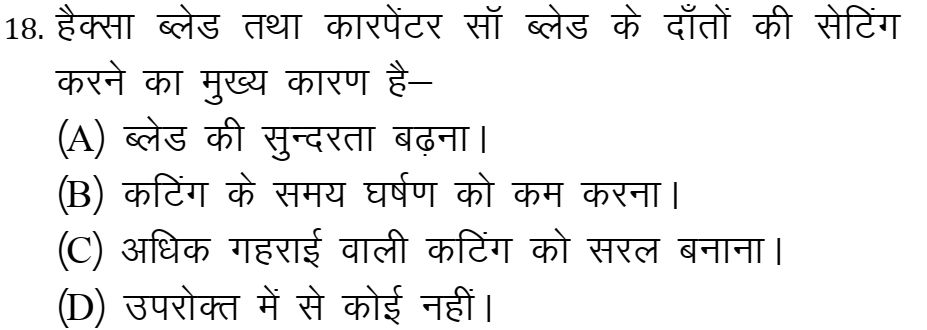 18. हैक्सा ब्लेड तथा कारपेंटर सॉ ब्लेड के दाँतों की सेटिंग
करने का मुख्य कारण है—
(A) ब्लेड की सुन्दरता बढ़ना।
(B) कटिंग के समय घर्षण को कम करना।
(C) अधिक गहराई वाली कटिंग को सरल बनाना।
(D) उपरोक्त में से कोई नहीं।